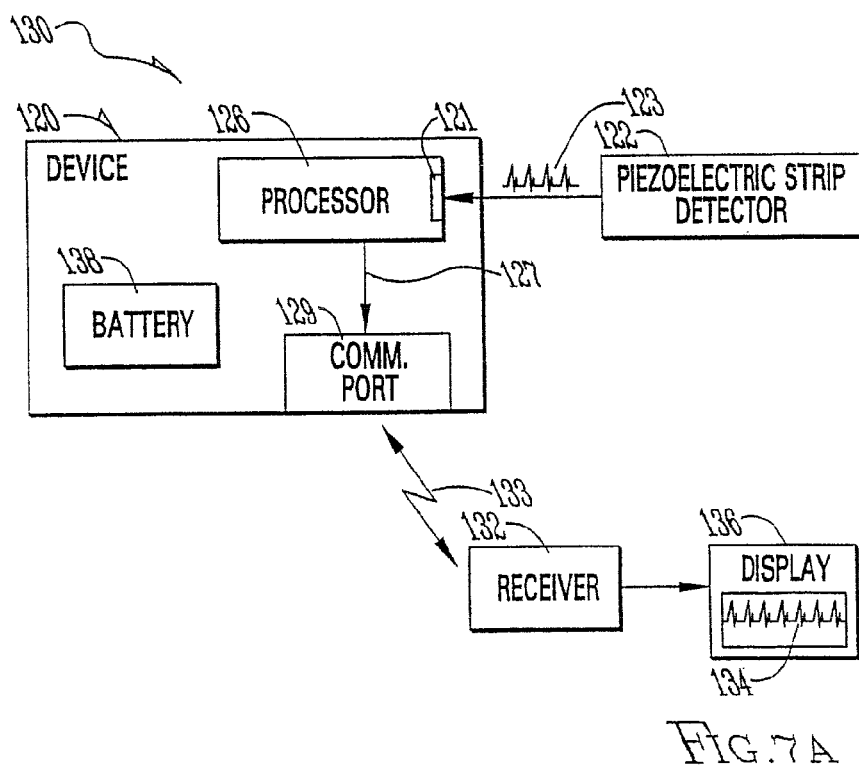 130
120
126
121
123
122
DEVICE
PROCESSOR
PIEZOELECTRIC STRIP
DETECTOR
138
BATTERY
127
129
COMM.
PORT
133
132
RECEIVER
136
DISPLAY
134
FIG. 7A